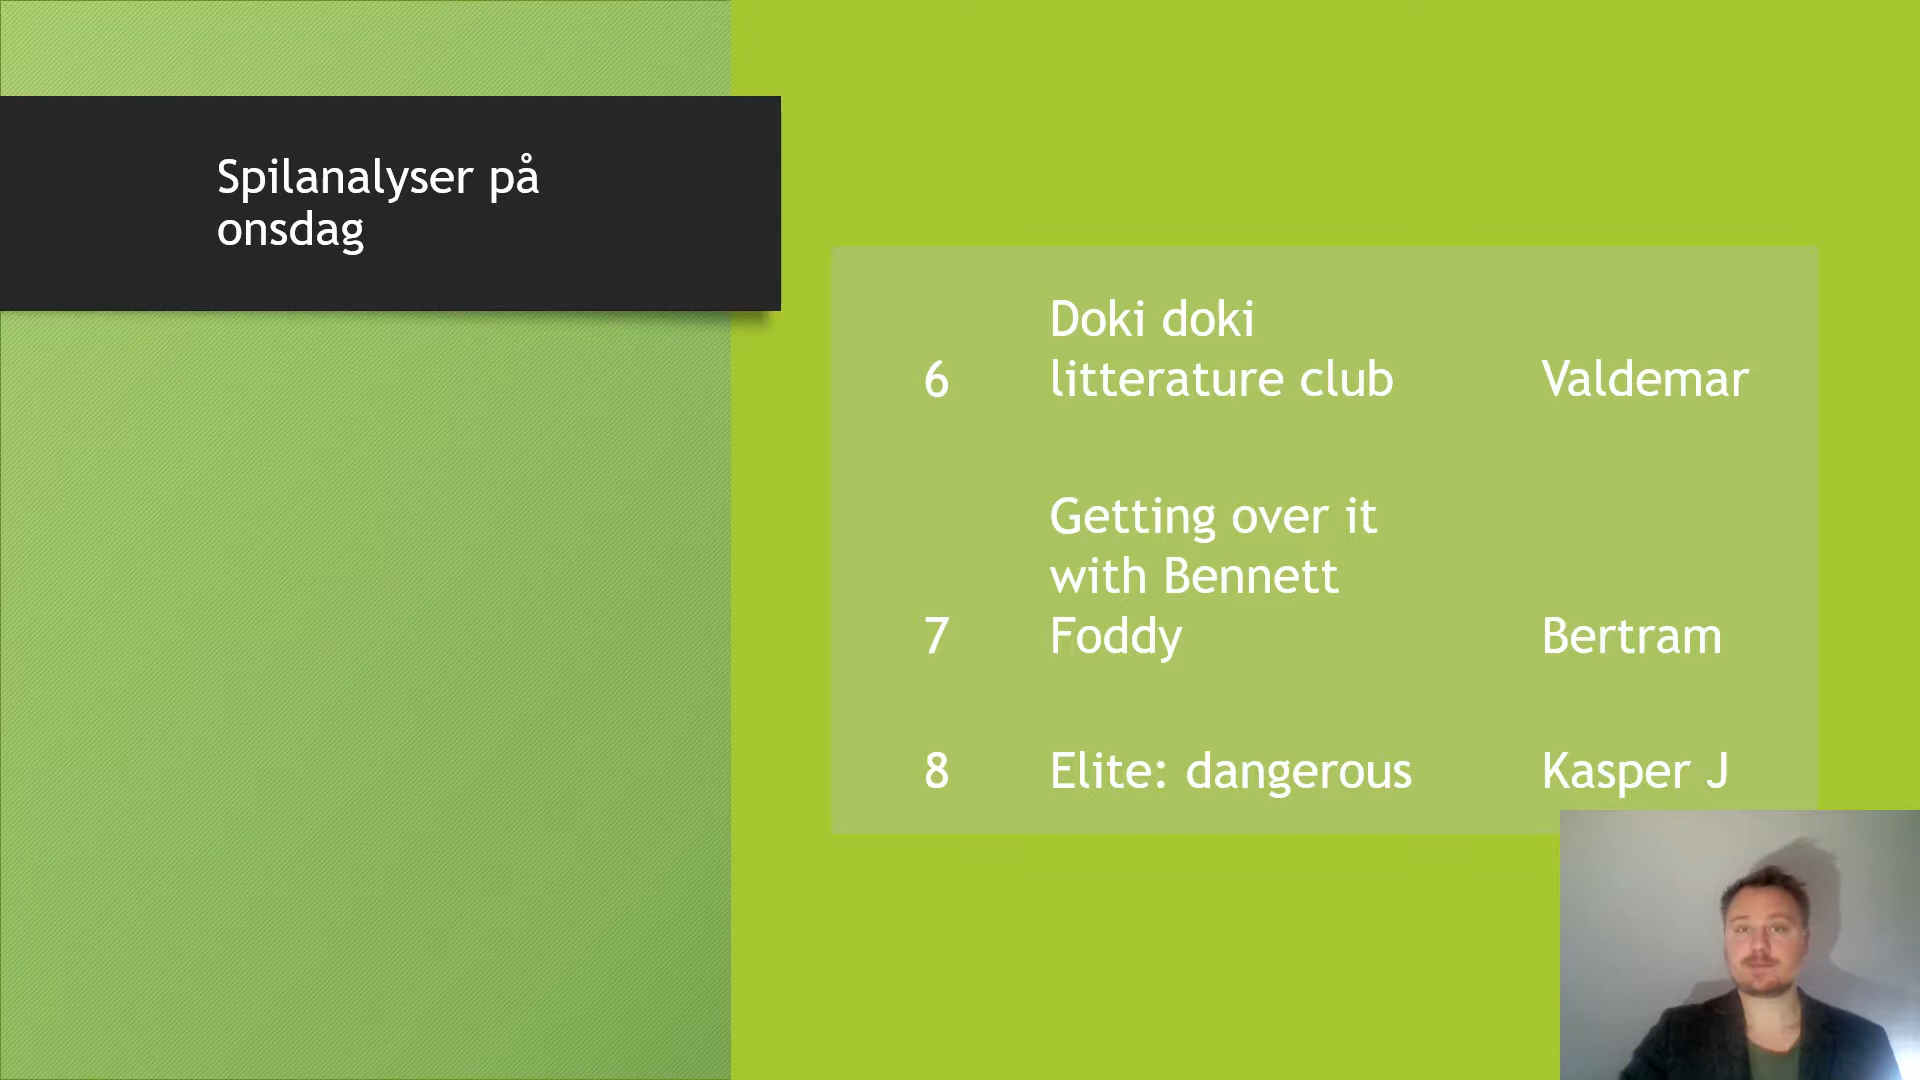 Spilanalyser på
onsdag
Doki doki
6 litterature club Valdemar
Getting over it
with Bennett
7 Foddy Bertram
8 Elite: dangerous Kasper J